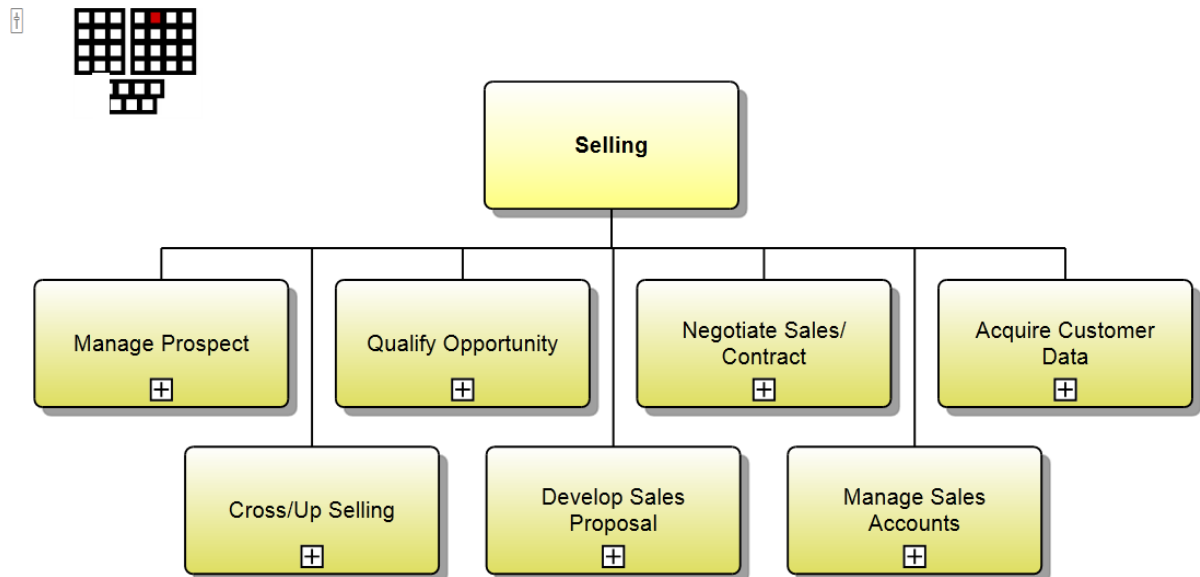 Selling
Manage Prospect
Qualify Opportunity
Negotiate Sales/
Contract
Acquire Customer
Data
Cross/Up Selling
Develop Sales
Proposal
Manage Sales
Accounts